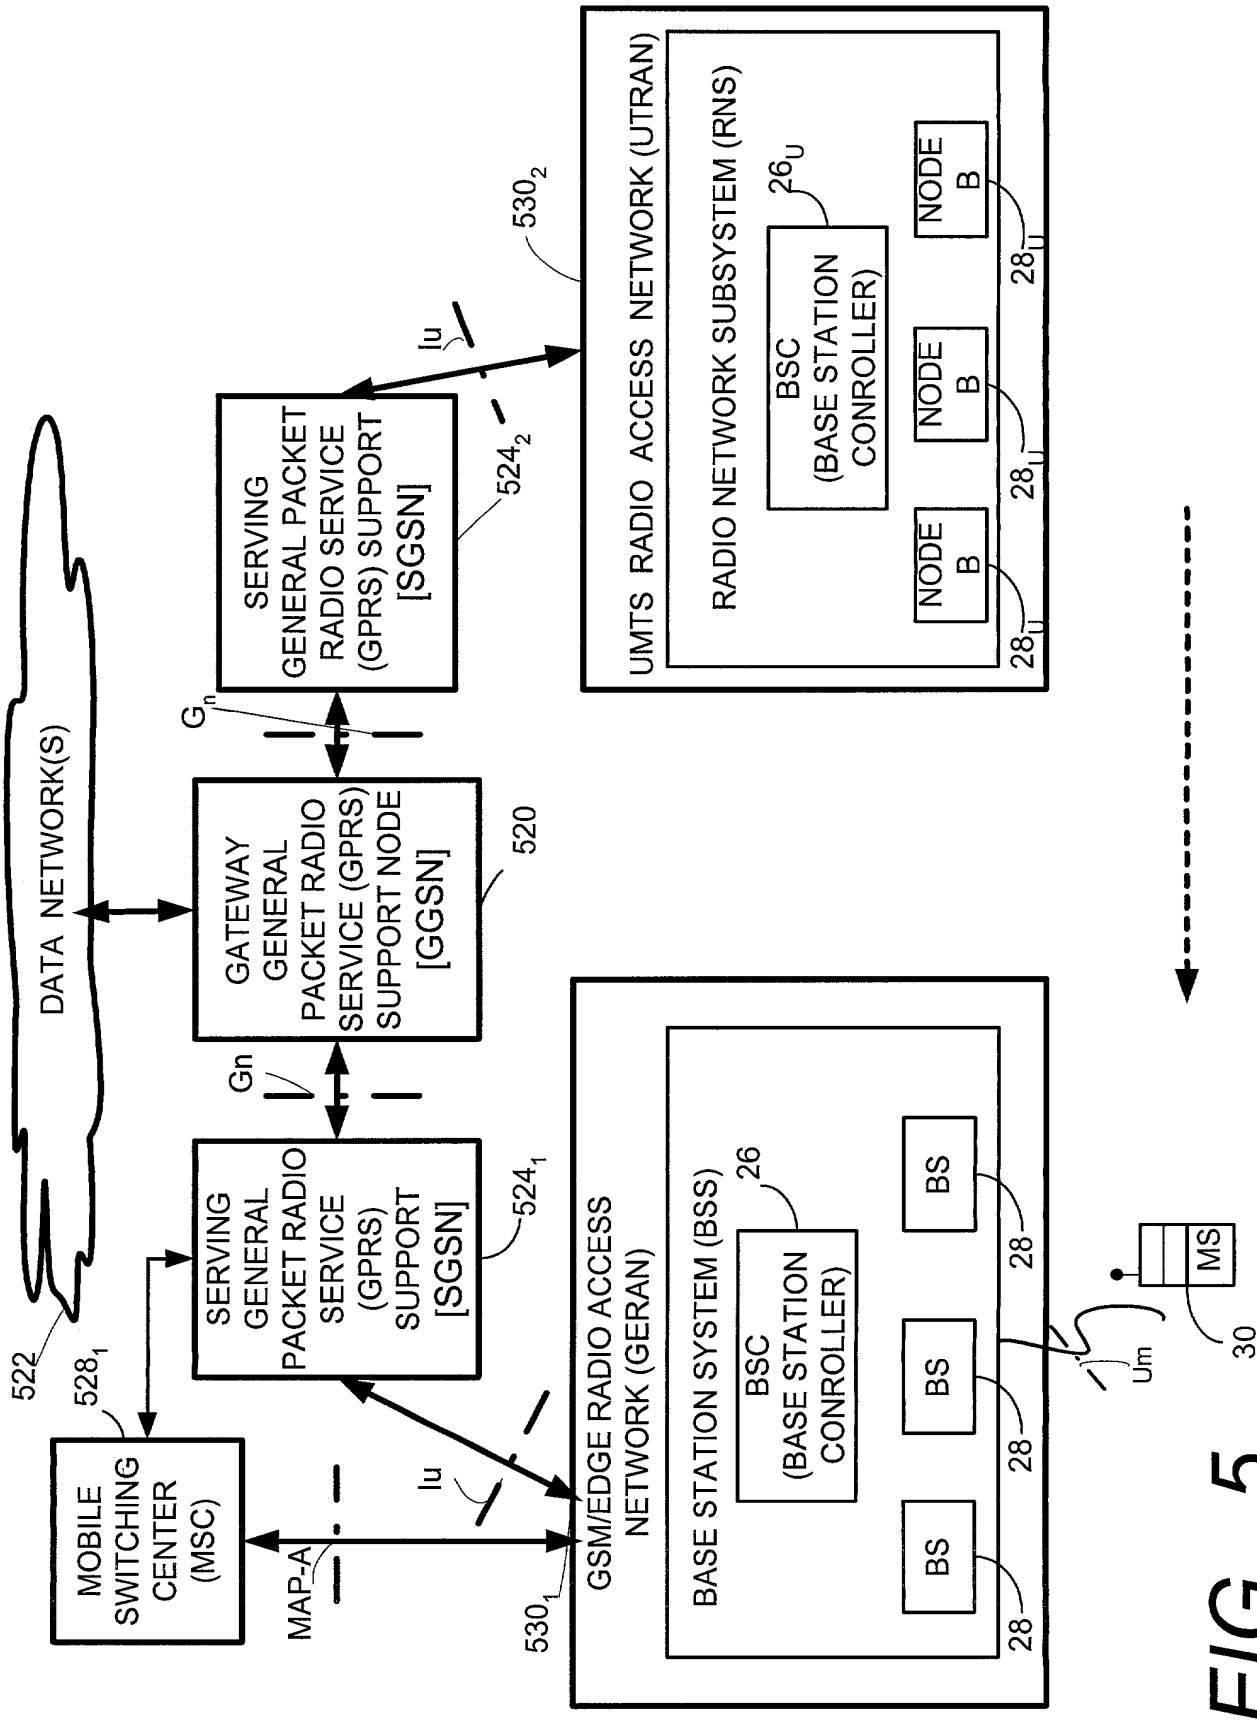 DATA NETWORK(S)
522
MOBILE
SWITCHING
CENTER
(MSC)
528₁
SERVING
GENERAL
PACKET RADIO
SERVICE
(GPRS)
SUPPORT
[SGSN]
524₁
Gn
GATEWAY
GENERAL
PACKET RADIO
SERVICE (GPRS)
SUPPORT NODE
[GGSN]
520
Gₙ
SERVING
GENERAL PACKET
RADIO SERVICE
(GPRS) SUPPORT
[SGSN]
524₂
MAP-A
Iu
Iu
530₁
GSM/EDGE RADIO ACCESS
NETWORK (GERAN)
BASE STATION SYSTEM (BSS)
BSC
(BASE STATION
CONROLLER)
26
BS
BS
BS
28
28
28
530₂
UMTS RADIO ACCESS NETWORK (UTRAN)
RADIO NETWORK SUBSYSTEM (RNS)
BSC
(BASE STATION
CONROLLER)
26U
NODE
B
NODE
B
NODE
B
28U
28U
28U
Um
MS
30
FIG. 5